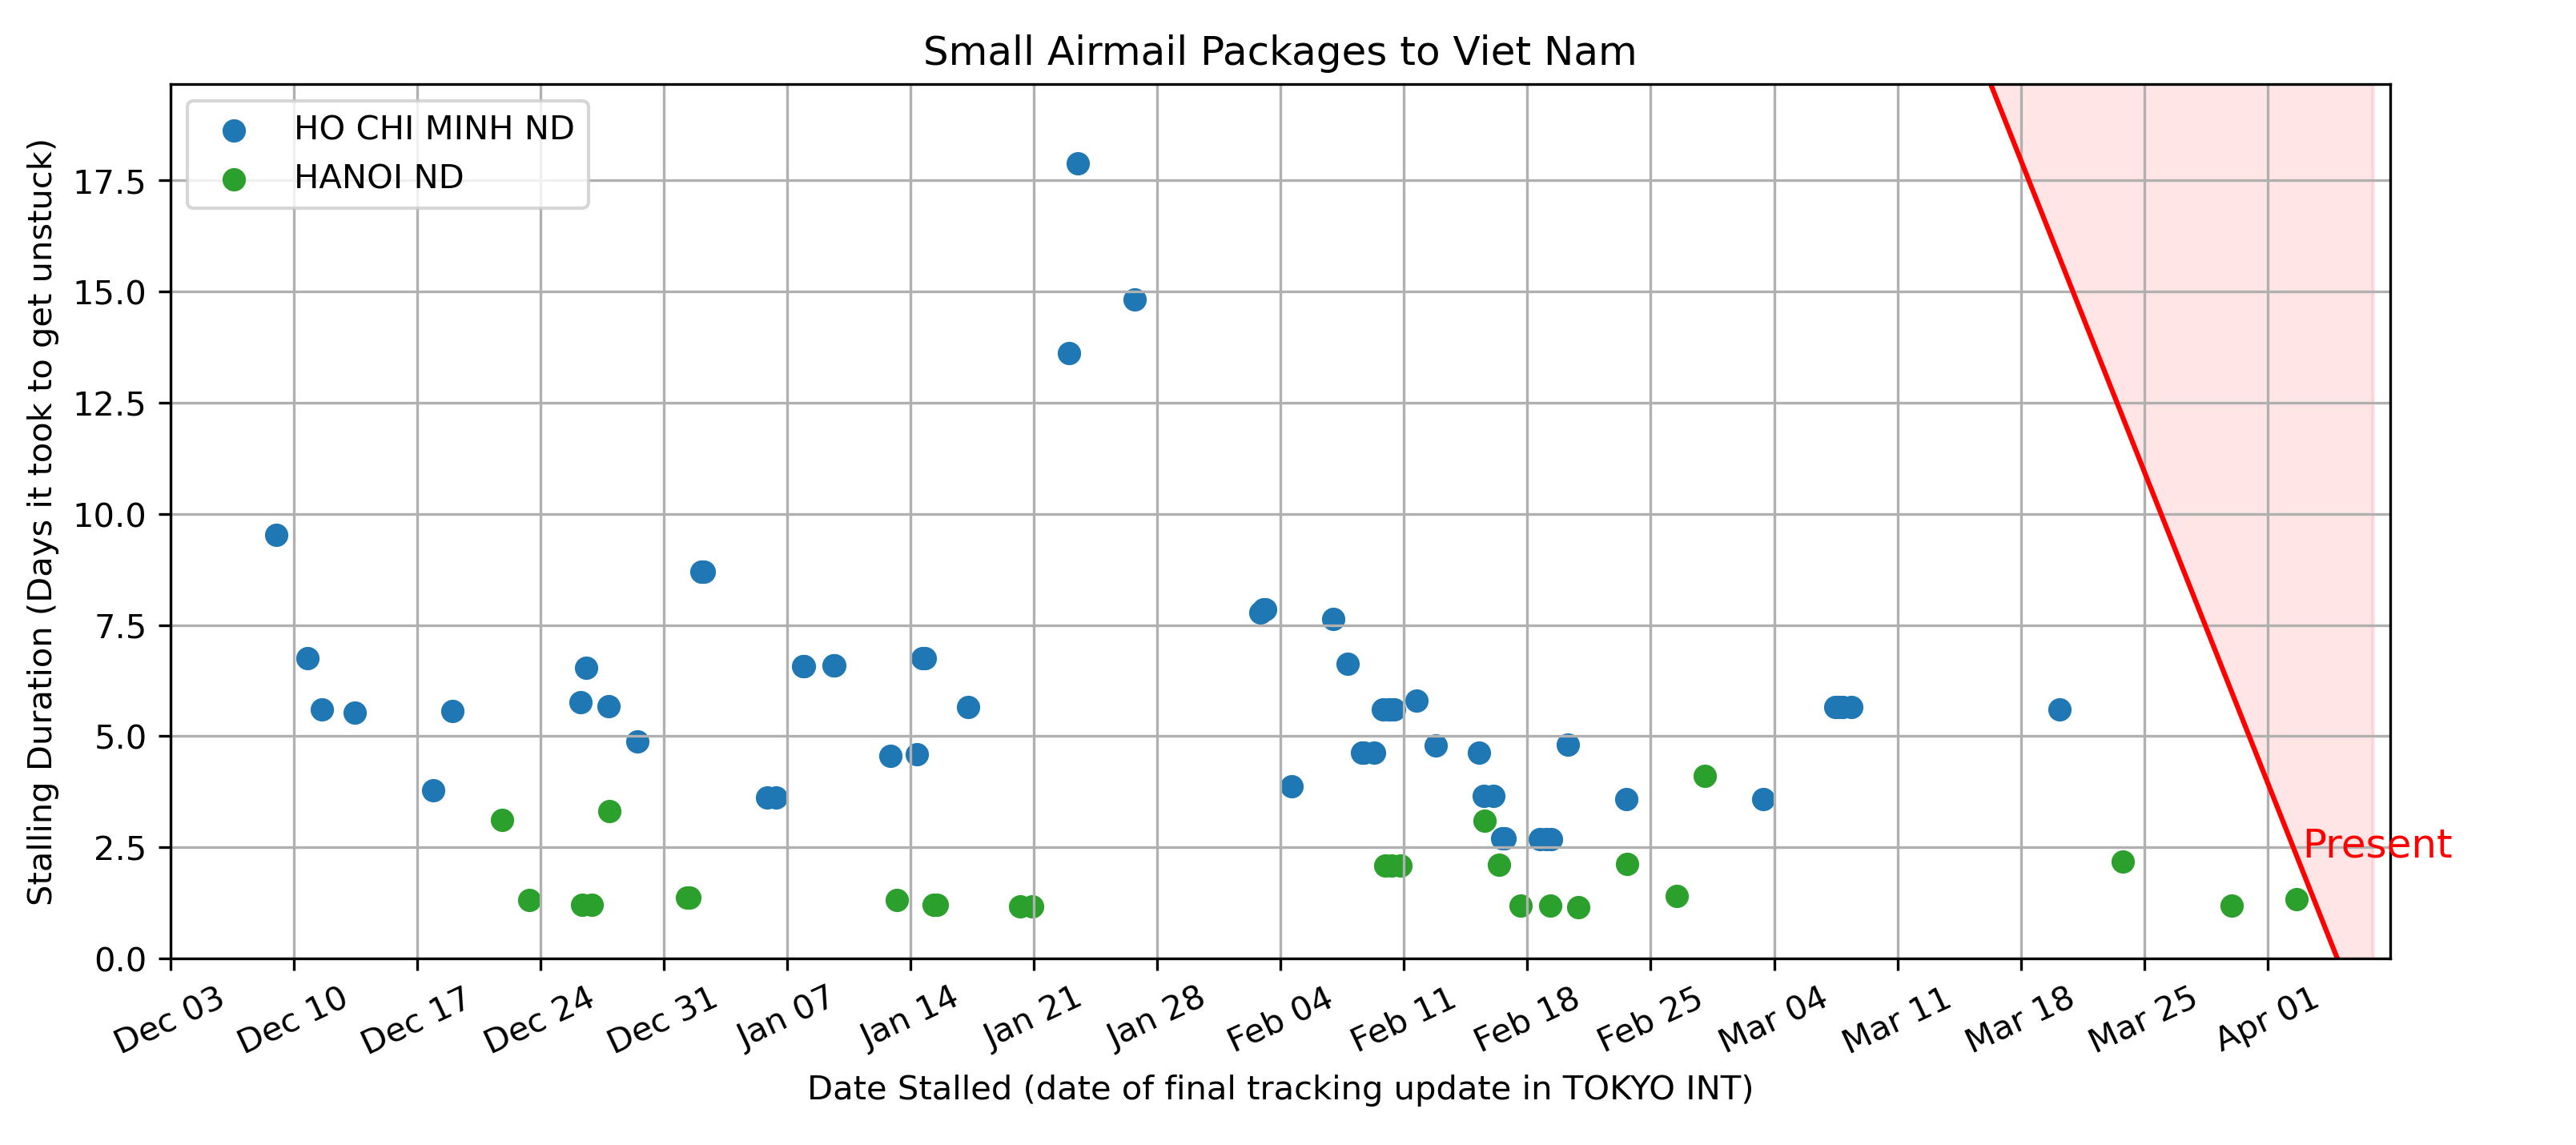 Small Airmail Packages to Viet Nam
HO CHI MINH ND
HANOI ND
Stalling Duration (Days it took to get unstuck)
17.5
15.0
12.5
10.0
7.5
5.0
2.5
0.0
Present
Dec 03
Dec 10
Dec 17
Dec 24
Dec 31
Jan 07
Jan 14
Jan 21
Jan 28
Feb 04
Feb 11
Feb 18
Feb 25
Mar 04
Mar 11
Mar 18
Mar 25
Apr 01
Date Stalled (date of final tracking update in TOKYO INT)